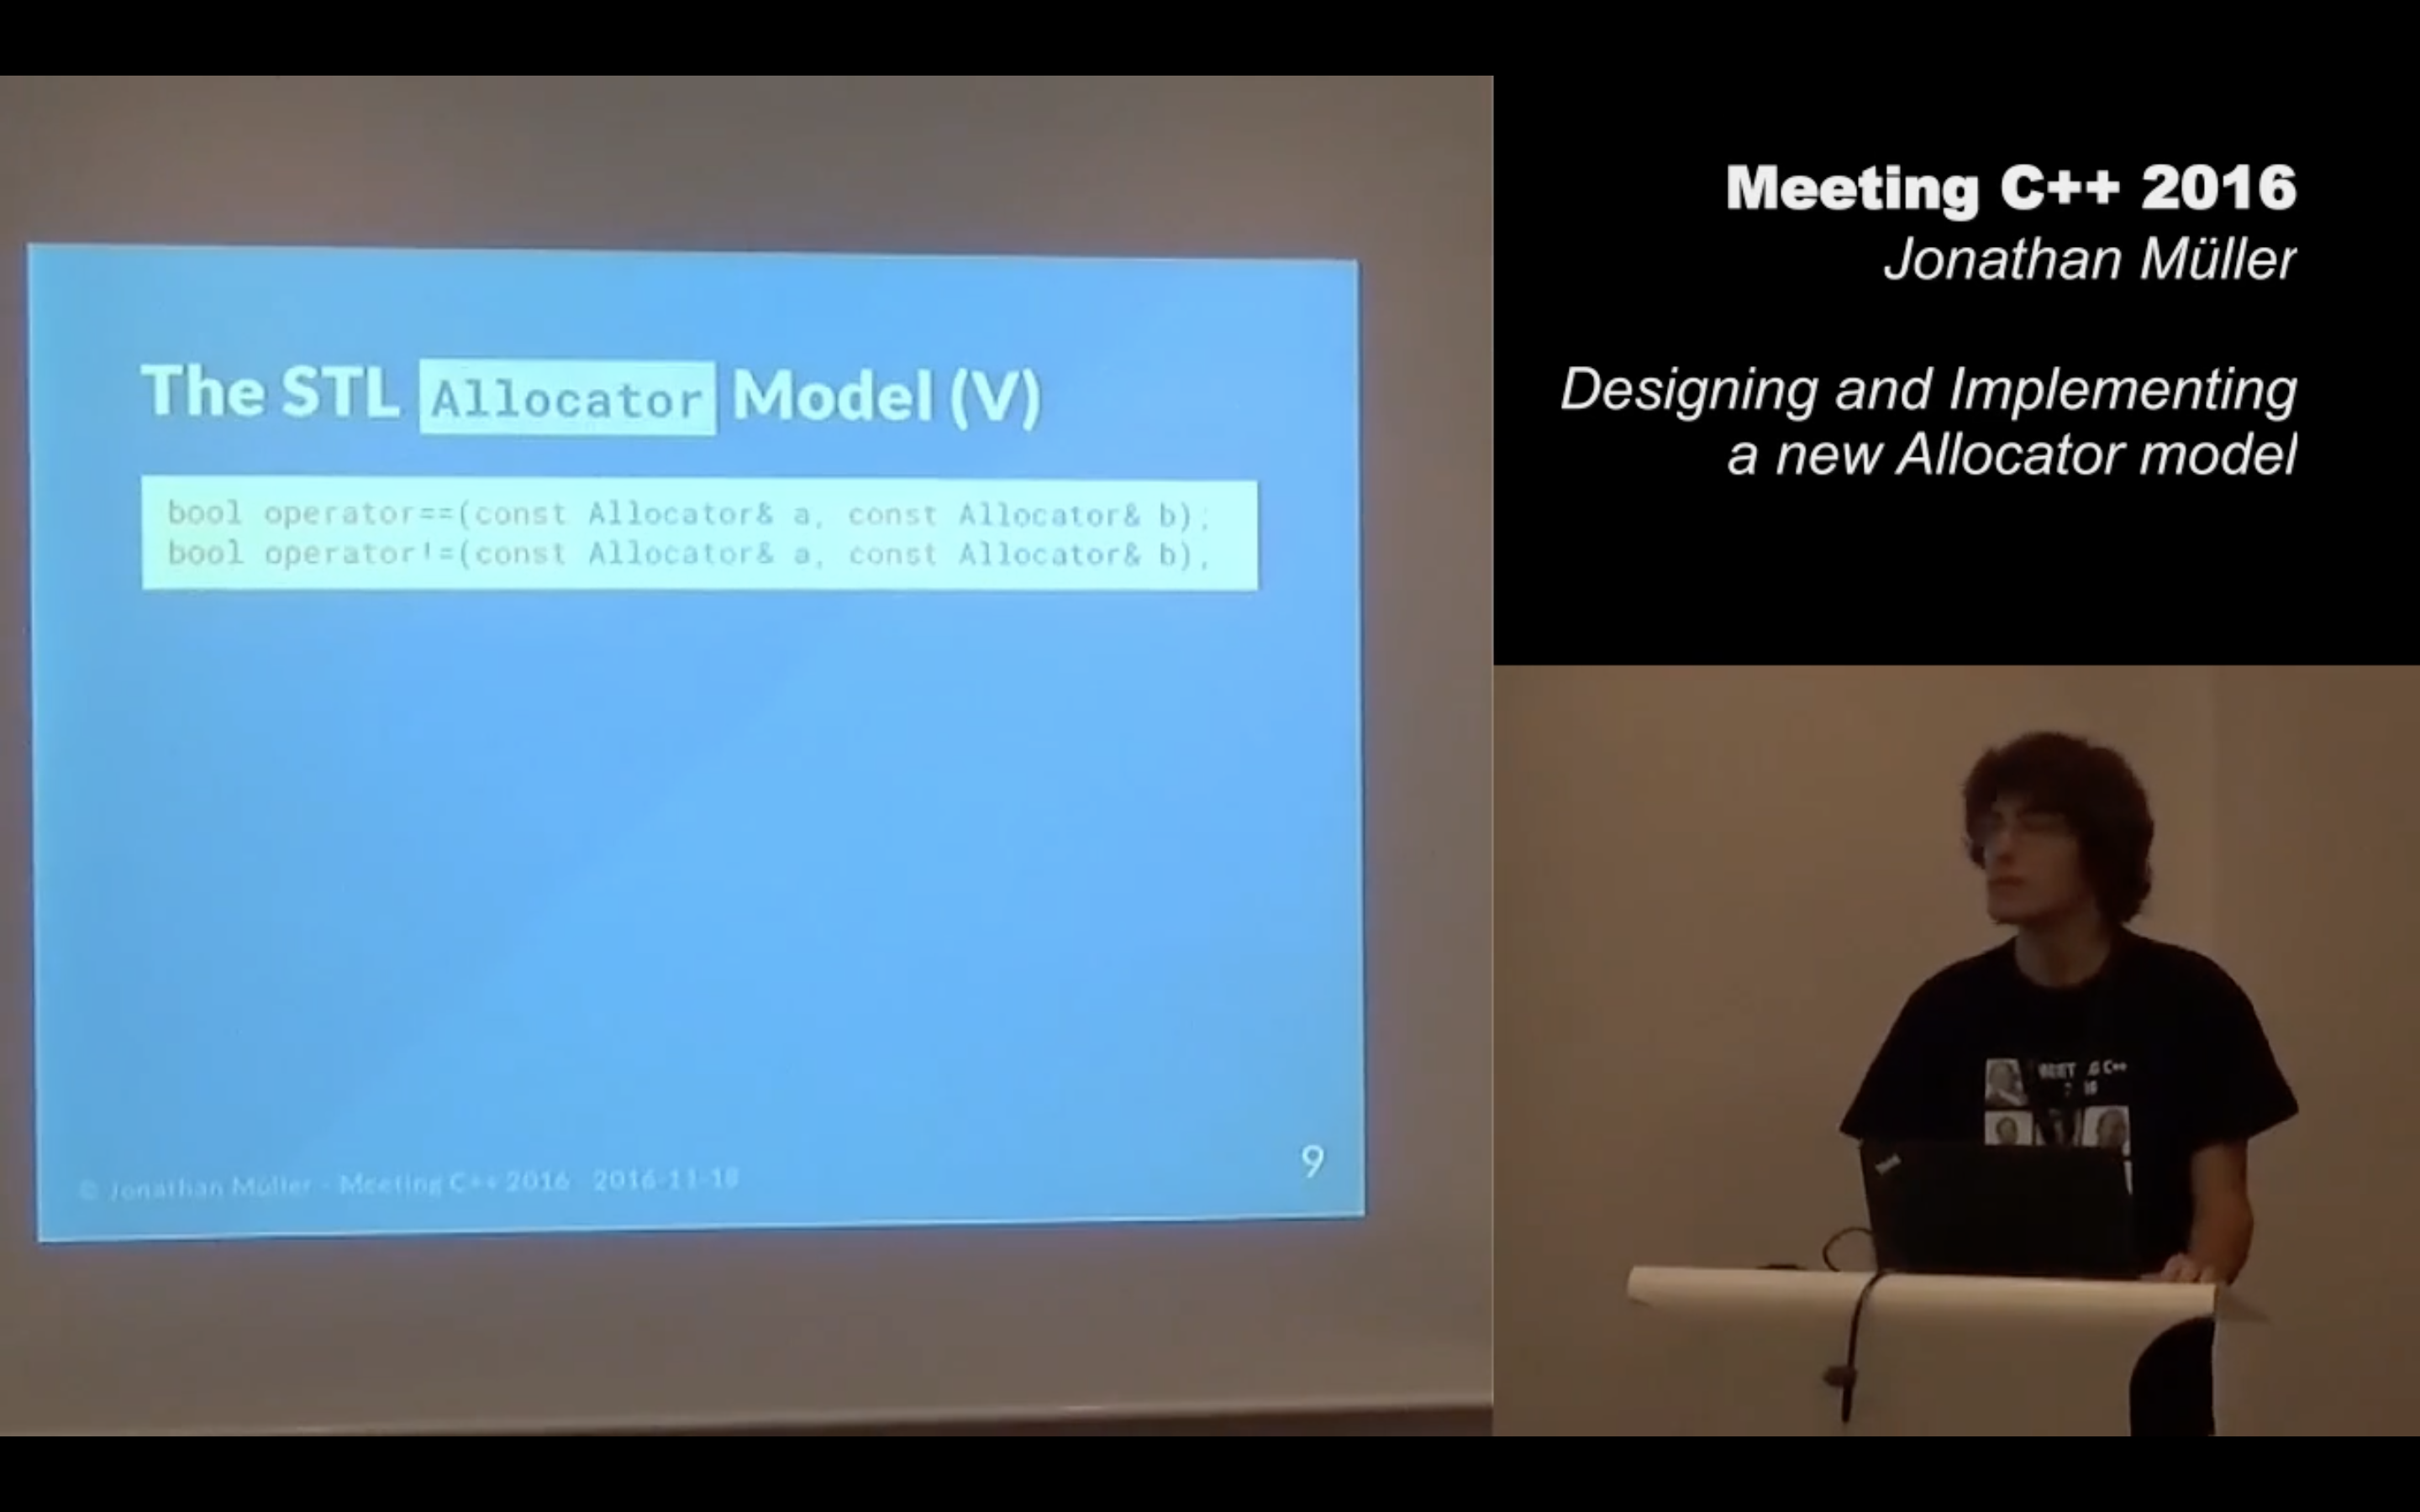 The STL Allocator Model (V)
bool operator==(const Allocator& a, const Allocator& b);
bool operator!=(const Allocator& a, const Allocator& b);
© Jonathan Müller - Meeting C++ 2016 2016-11-18
9
Meeting C++ 2016
Jonathan Müller
Designing and Implementing
a new Allocator model